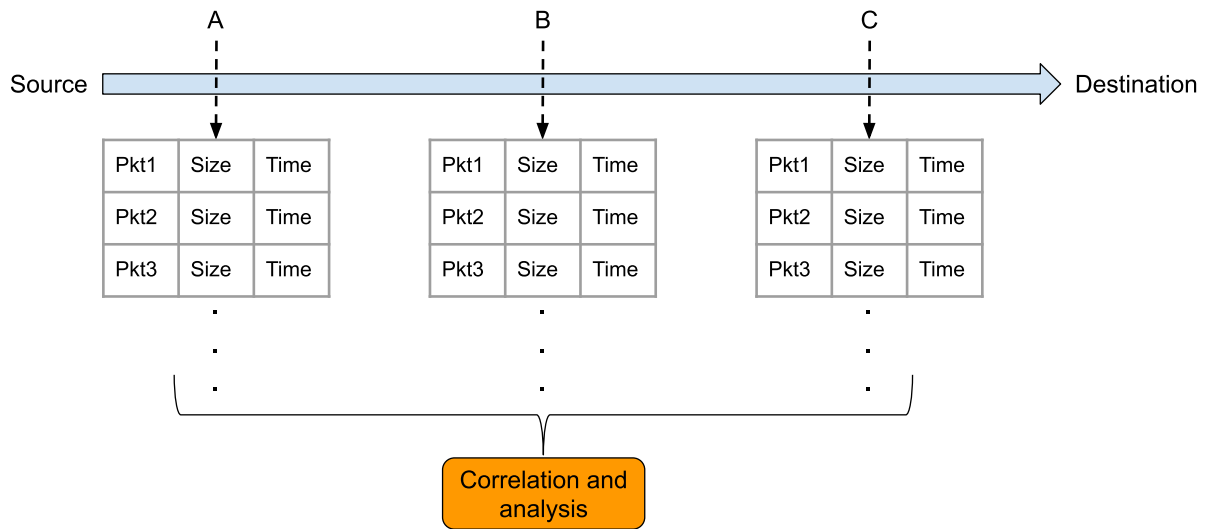 A B C
Source Destination
Pkt1 Size Time Pkt1 Size Time Pkt1 Size Time
Pkt2 Size Time Pkt2 Size Time Pkt2 Size Time
Pkt3 Size Time Pkt3 Size Time Pkt3 Size Time
Correlation and
analysis